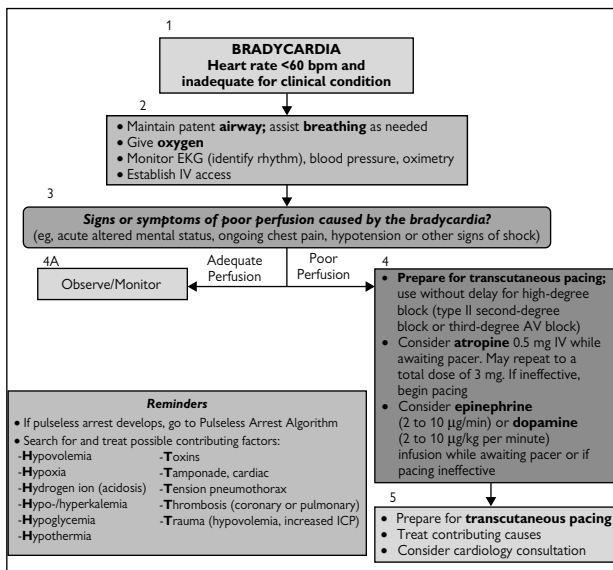 1
BRADYCARDIA
Heart rate <60 bpm and
inadequate for clinical condition
2
• Maintain patent airway; assist breathing as needed
• Give oxygen
• Monitor EKG (identify rhythm), blood pressure, oximetry
• Establish IV access
3
Signs or symptoms of poor perfusion caused by the bradycardia?
(eg, acute altered mental status, ongoing chest pain, hypotension or other signs of shock)
4A
Adequate
Perfusion
Poor
Perfusion
Observe/Monitor
4
• Prepare for transcutaneous pacing;
use without delay for high-degree
block (type II second-degree
block or third-degree AV block)
• Consider atropine 0.5 mg IV while
awaiting pacer. May repeat to a
total dose of 3 mg. If ineffective,
begin pacing
• Consider epinephrine
(2 to 10 µg/min) or dopamine
(2 to 10 µg/kg per minute)
infusion while awaiting pacer or if
pacing ineffective
Reminders
• If pulseless arrest develops, go to Pulseless Arrest Algorithm
• Search for and treat possible contributing factors:
-Hypovolemia
-Hypoxia
-Hydrogen ion (acidosis)
-Hypo-/hyperkalemia
-Hypoglycemia
-Hypothermia
-Toxins
-Tamponade, cardiac
-Tension pneumothorax
-Thrombosis (coronary or pulmonary)
-Trauma (hypovolemia, increased ICP)
5
• Prepare for transcutaneous pacing
• Treat contributing causes
• Consider cardiology consultation